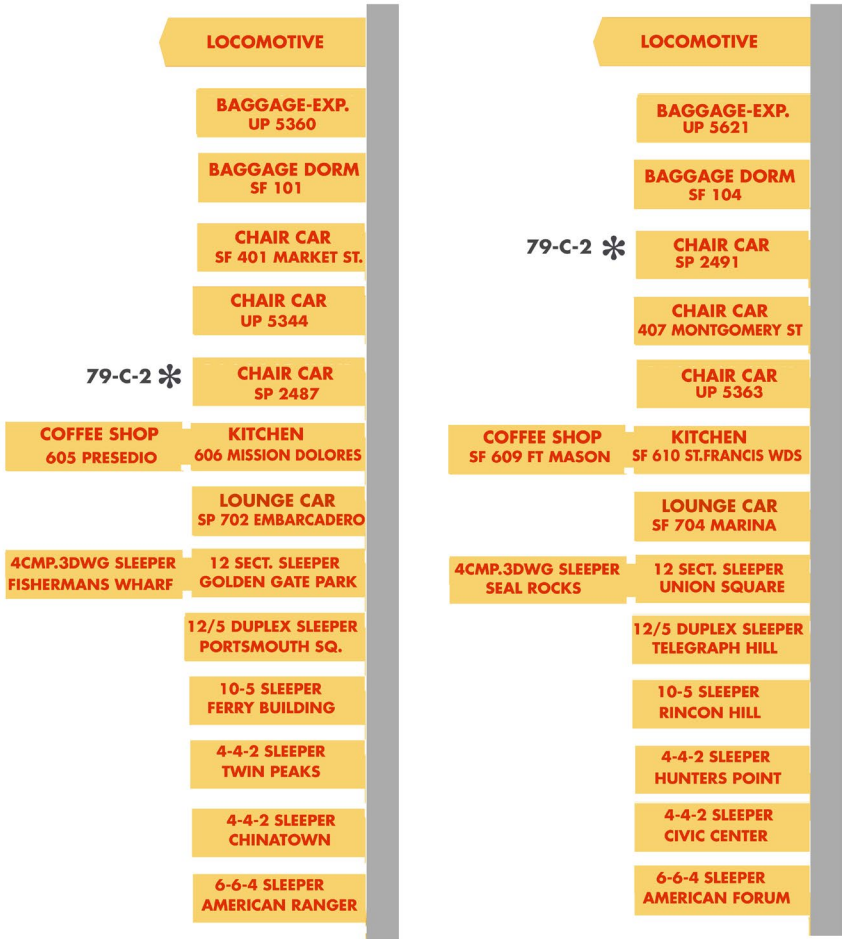 LOCOMOTIVE
BAGGAGE-EXP.
UP 5360
BAGGAGE DORM
SF 101
CHAIR CAR
SF 401 MARKET ST.
CHAIR CAR
UP 5344
79-C-2 *
CHAIR CAR
SP 2487
COFFEE SHOP
605 PRESEDIO
KITCHEN
606 MISSION DOLORES
LOUNGE CAR
SP 702 EMBARCADERO
4CMP.3DWG SLEEPER
FISHERMANS WHARF
12 SECT. SLEEPER
GOLDEN GATE PARK
12/5 DUPLEX SLEEPER
PORTSMOUTH SQ.
10-5 SLEEPER
FERRY BUILDING
4-4-2 SLEEPER
TWIN PEAKS
4-4-2 SLEEPER
CHINATOWN
6-6-4 SLEEPER
AMERICAN RANGER
LOCOMOTIVE
BAGGAGE-EXP.
UP 5621
BAGGAGE DORM
SF 104
79-C-2 *
CHAIR CAR
SP 2491
CHAIR CAR
407 MONTGOMERY ST
CHAIR CAR
UP 5363
COFFEE SHOP
SF 609 FT MASON
KITCHEN
SF 610 ST.FRANCIS WDS
LOUNGE CAR
SF 704 MARINA
4CMP.3DWG SLEEPER
SEAL ROCKS
12 SECT. SLEEPER
UNION SQUARE
12/5 DUPLEX SLEEPER
TELEGRAPH HILL
10-5 SLEEPER
RINCON HILL
4-4-2 SLEEPER
HUNTERS POINT
4-4-2 SLEEPER
CIVIC CENTER
6-6-4 SLEEPER
AMERICAN FORUM